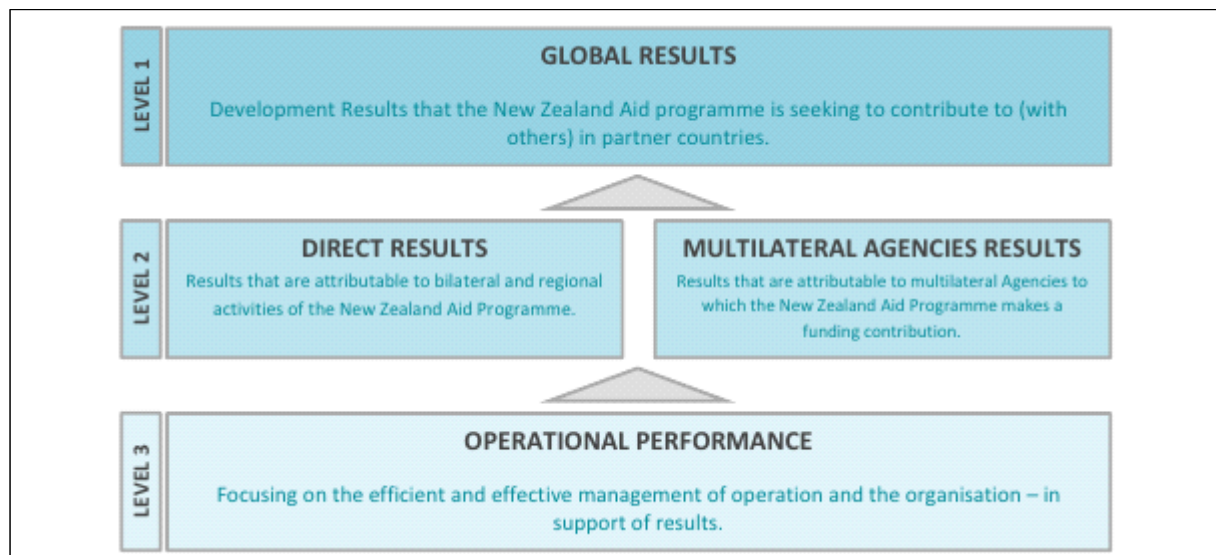 LEVEL 1
GLOBAL RESULTS
Development Results that the New Zealand Aid programme is seeking to contribute to (with
others) in partner countries.
LEVEL 2
DIRECT RESULTS
Results that are attributable to bilateral and regional
activities of the New Zealand Aid Programme.
MULTILATERAL AGENCIES RESULTS
Results that are attributable to multilateral Agencies to
which the New Zealand Aid Programme makes a
funding contribution.
LEVEL 3
OPERATIONAL PERFORMANCE
Focusing on the efficient and effective management of operation and the organisation – in
support of results.